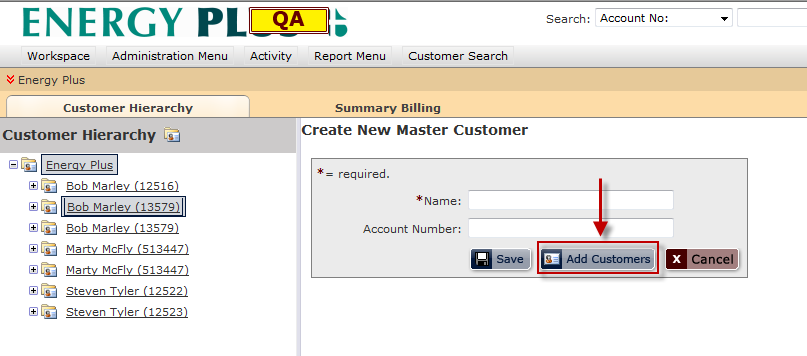 ENERGY PLUS QA
Search: Account No:
Workspace Administration Menu Activity Report Menu Customer Search
Energy Plus
Customer Hierarchy Summary Billing
Customer Hierarchy
Energy Plus
Bob Marley (12516)
Bob Marley (13579)
Bob Marley (13579)
Marty McFly (513447)
Marty McFly (513447)
Steven Tyler (12522)
Steven Tyler (12523)
Create New Master Customer
*= required.
*Name:
Account Number:
Save Add Customers X Cancel